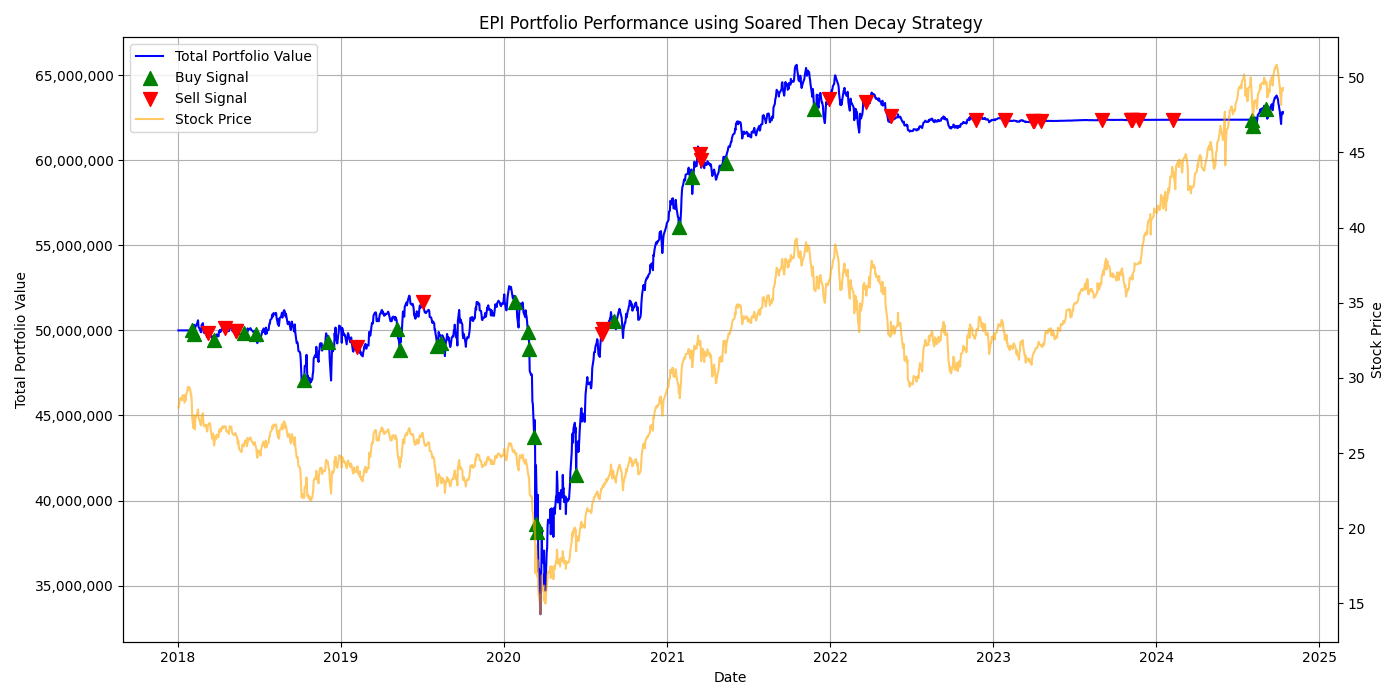 EPI Portfolio Performance using Soared Then Decay Strategy
Total Portfolio Value
Buy Signal
Sell Signal
Stock Price
65,000,000
60,000,000
55,000,000
50,000,000
45,000,000
40,000,000
35,000,000
Total Portfolio Value
50
45
40
35
30
25
20
15
Stock Price
2018
2019
2020
2021
2022
2023
2024
2025
Date